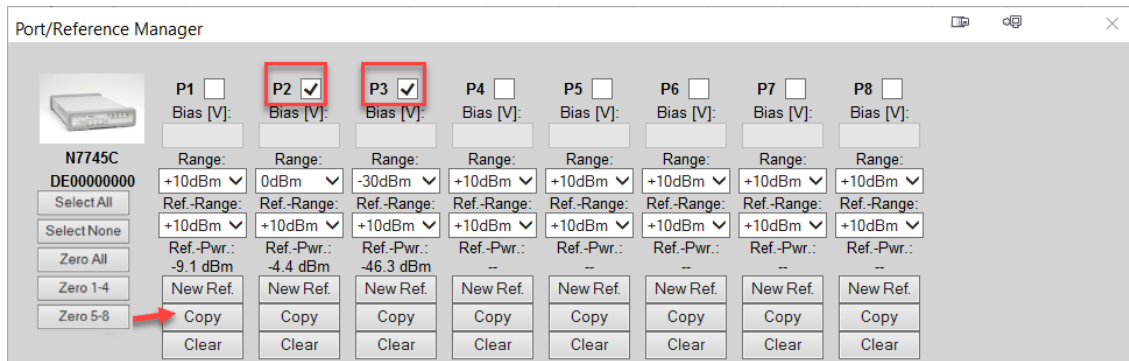 Port/Reference Manager
P1 P2 P3 P4 P5 P6 P7 P8
Bias [V]: Bias [V]: Bias [V]: Bias [V]: Bias [V]: Bias [V]: Bias [V]: Bias [V]:
N7745C Range: Range: Range: Range: Range: Range: Range: Range:
DE00000000 +10dBm 0dBm -30dBm +10dBm +10dBm +10dBm +10dBm +10dBm
Select All Ref.-Range: Ref.-Range: Ref.-Range: Ref.-Range: Ref.-Range: Ref.-Range: Ref.-Range: Ref.-Range:
Select None +10dBm +10dBm +10dBm +10dBm +10dBm +10dBm +10dBm +10dBm
Ref.-Pwr.: Ref.-Pwr.: Ref.-Pwr.: Ref.-Pwr.: Ref.-Pwr.: Ref.-Pwr.: Ref.-Pwr.: Ref.-Pwr.:
Zero All -9.1 dBm -4.4 dBm -46.3 dBm -- -- -- -- --
Zero 1-4 New Ref. New Ref. New Ref. New Ref. New Ref. New Ref. New Ref. New Ref.
Zero 5-8 Copy Copy Copy Copy Copy Copy Copy Copy
Clear Clear Clear Clear Clear Clear Clear Clear